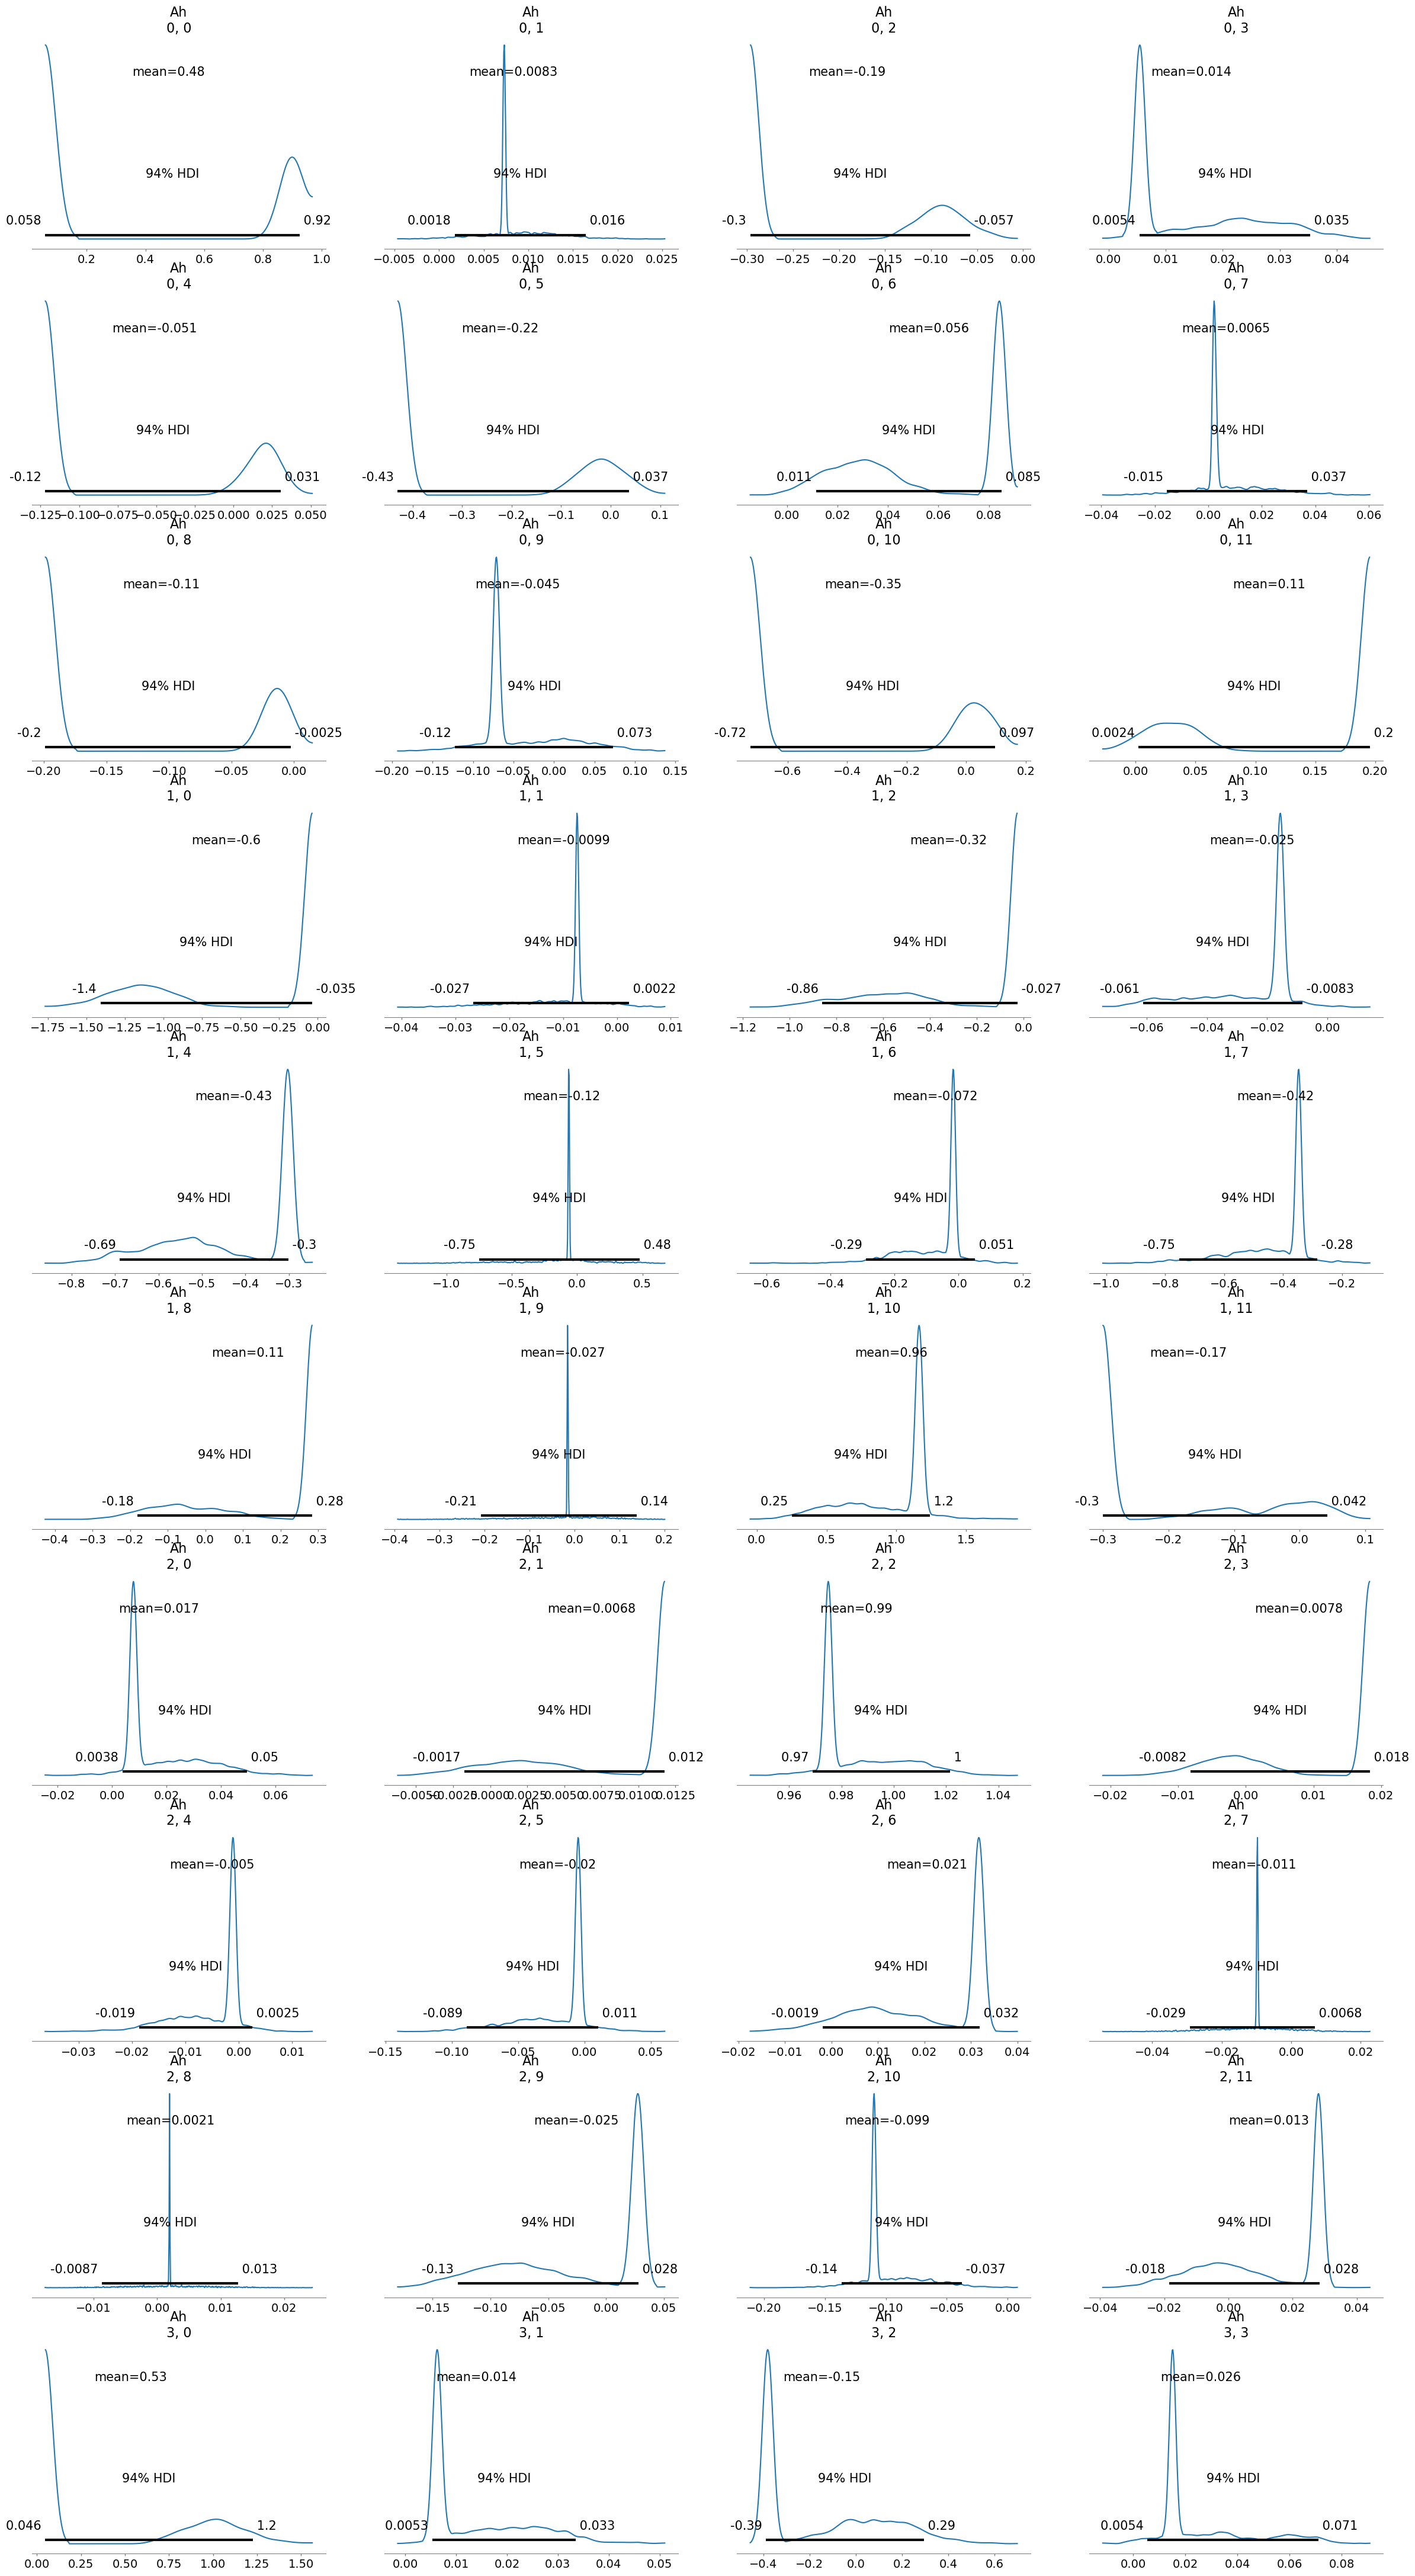 Ah
0, 0
mean=0.48
94% HDI
0.058 0.92
0.2 0.4 0.6 0.8 1.0
Ah
0, 1
mean=0.0083
94% HDI
0.0018 0.016
−0.005 0.000 0.005 0.010 0.015 0.020 0.025
Ah
0, 2
mean=-0.19
94% HDI
-0.3 -0.057
−0.30 −0.25 −0.20 −0.15 −0.10 −0.05 0.00
Ah
0, 3
mean=0.014
94% HDI
0.0054 0.035
0.00 0.01 0.02 0.03 0.04
Ah
0, 4
mean=-0.051
94% HDI
-0.12 0.031
−0.125 −0.100 −0.075 −0.050 −0.025 0.000 0.025 0.050
Ah
0, 5
mean=-0.22
94% HDI
-0.43 0.037
−0.4 −0.3 −0.2 −0.1 0.0 0.1
Ah
0, 6
mean=0.056
94% HDI
0.011 0.085
0.00 0.02 0.04 0.06 0.08
Ah
0, 7
mean=0.0065
94% HDI
-0.015 0.037
−0.04 −0.02 0.00 0.02 0.04 0.06
Ah
0, 8
mean=-0.11
94% HDI
-0.2 -0.0025
−0.20 −0.15 −0.10 −0.05 0.00
Ah
0, 9
mean=-0.045
94% HDI
-0.12 0.073
−0.20 −0.15 −0.10 −0.05 0.00 0.05 0.10 0.15
Ah
0, 10
mean=-0.35
94% HDI
-0.72 0.097
−0.6 −0.4 −0.2 0.0 0.2
Ah
0, 11
mean=0.11
94% HDI
0.0024 0.2
0.00 0.05 0.10 0.15 0.20
Ah
1, 0
mean=-0.6
94% HDI
-1.4 -0.035
−1.75 −1.50 −1.25 −1.00 −0.75 −0.50 −0.25 0.00
Ah
1, 1
mean=-0.0099
94% HDI
-0.027 0.0022
−0.04 −0.03 −0.02 −0.01 0.00 0.01
Ah
1, 2
mean=-0.32
94% HDI
-0.86 -0.027
−1.2 −1.0 −0.8 −0.6 −0.4 −0.2 0.0
Ah
1, 3
mean=-0.025
94% HDI
-0.061 -0.0083
−0.06 −0.04 −0.02 0.00
Ah
1, 4
mean=-0.43
94% HDI
-0.69 -0.3
−0.8 −0.7 −0.6 −0.5 −0.4 −0.3
Ah
1, 5
mean=-0.12
94% HDI
-0.75 0.48
−1.0 −0.5 0.0 0.5
Ah
1, 6
mean=-0.072
94% HDI
-0.29 0.051
−0.6 −0.4 −0.2 0.0 0.2
Ah
1, 7
mean=-0.42
94% HDI
-0.75 -0.28
−1.0 −0.8 −0.6 −0.4 −0.2
Ah
1, 8
mean=0.11
94% HDI
-0.18 0.28
−0.4 −0.3 −0.2 −0.1 0.0 0.1 0.2 0.3
Ah
1, 9
mean=-0.027
94% HDI
-0.21 0.14
−0.4 −0.3 −0.2 −0.1 0.0 0.1 0.2
Ah
1, 10
mean=0.96
94% HDI
0.25 1.2
0.0 0.5 1.0 1.5
Ah
1, 11
mean=-0.17
94% HDI
-0.3 0.042
−0.3 −0.2 −0.1 0.0 0.1
Ah
2, 0
mean=0.017
94% HDI
0.0038 0.05
−0.02 0.00 0.02 0.04 0.06
Ah
2, 1
mean=0.0068
94% HDI
-0.0017 0.012
−0.0050 −0.0025 0.0000 0.0025 0.0050 0.0075 0.0100 0.0125
Ah
2, 2
mean=0.99
94% HDI
0.97 1
0.96 0.98 1.00 1.02 1.04
Ah
2, 3
mean=0.0078
94% HDI
-0.0082 0.018
−0.02 −0.01 0.00 0.01 0.02
Ah
2, 4
mean=-0.005
94% HDI
-0.019 0.0025
−0.03 −0.02 −0.01 0.00 0.01
Ah
2, 5
mean=-0.02
94% HDI
-0.089 0.011
−0.15 −0.10 −0.05 0.00 0.05
Ah
2, 6
mean=0.021
94% HDI
-0.0019 0.032
−0.02 −0.01 0.00 0.01 0.02 0.03 0.04
Ah
2, 7
mean=-0.011
94% HDI
-0.029 0.0068
−0.04 −0.02 0.00 0.02
Ah
2, 8
mean=0.0021
94% HDI
-0.0087 0.013
−0.01 0.00 0.01 0.02
Ah
2, 9
mean=-0.025
94% HDI
-0.13 0.028
−0.15 −0.10 −0.05 0.00 0.05
Ah
2, 10
mean=-0.099
94% HDI
-0.14 -0.037
−0.20 −0.15 −0.10 −0.05 0.00
Ah
2, 11
mean=0.013
94% HDI
-0.018 0.028
−0.04 −0.02 0.00 0.02 0.04
Ah
3, 0
mean=0.53
94% HDI
0.046 1.2
0.00 0.25 0.50 0.75 1.00 1.25 1.50
Ah
3, 1
mean=0.014
94% HDI
0.0053 0.033
0.00 0.01 0.02 0.03 0.04 0.05
Ah
3, 2
mean=-0.15
94% HDI
-0.39 0.29
−0.4 −0.2 0.0 0.2 0.4 0.6
Ah
3, 3
mean=0.026
94% HDI
0.0054 0.071
0.00 0.02 0.04 0.06 0.08